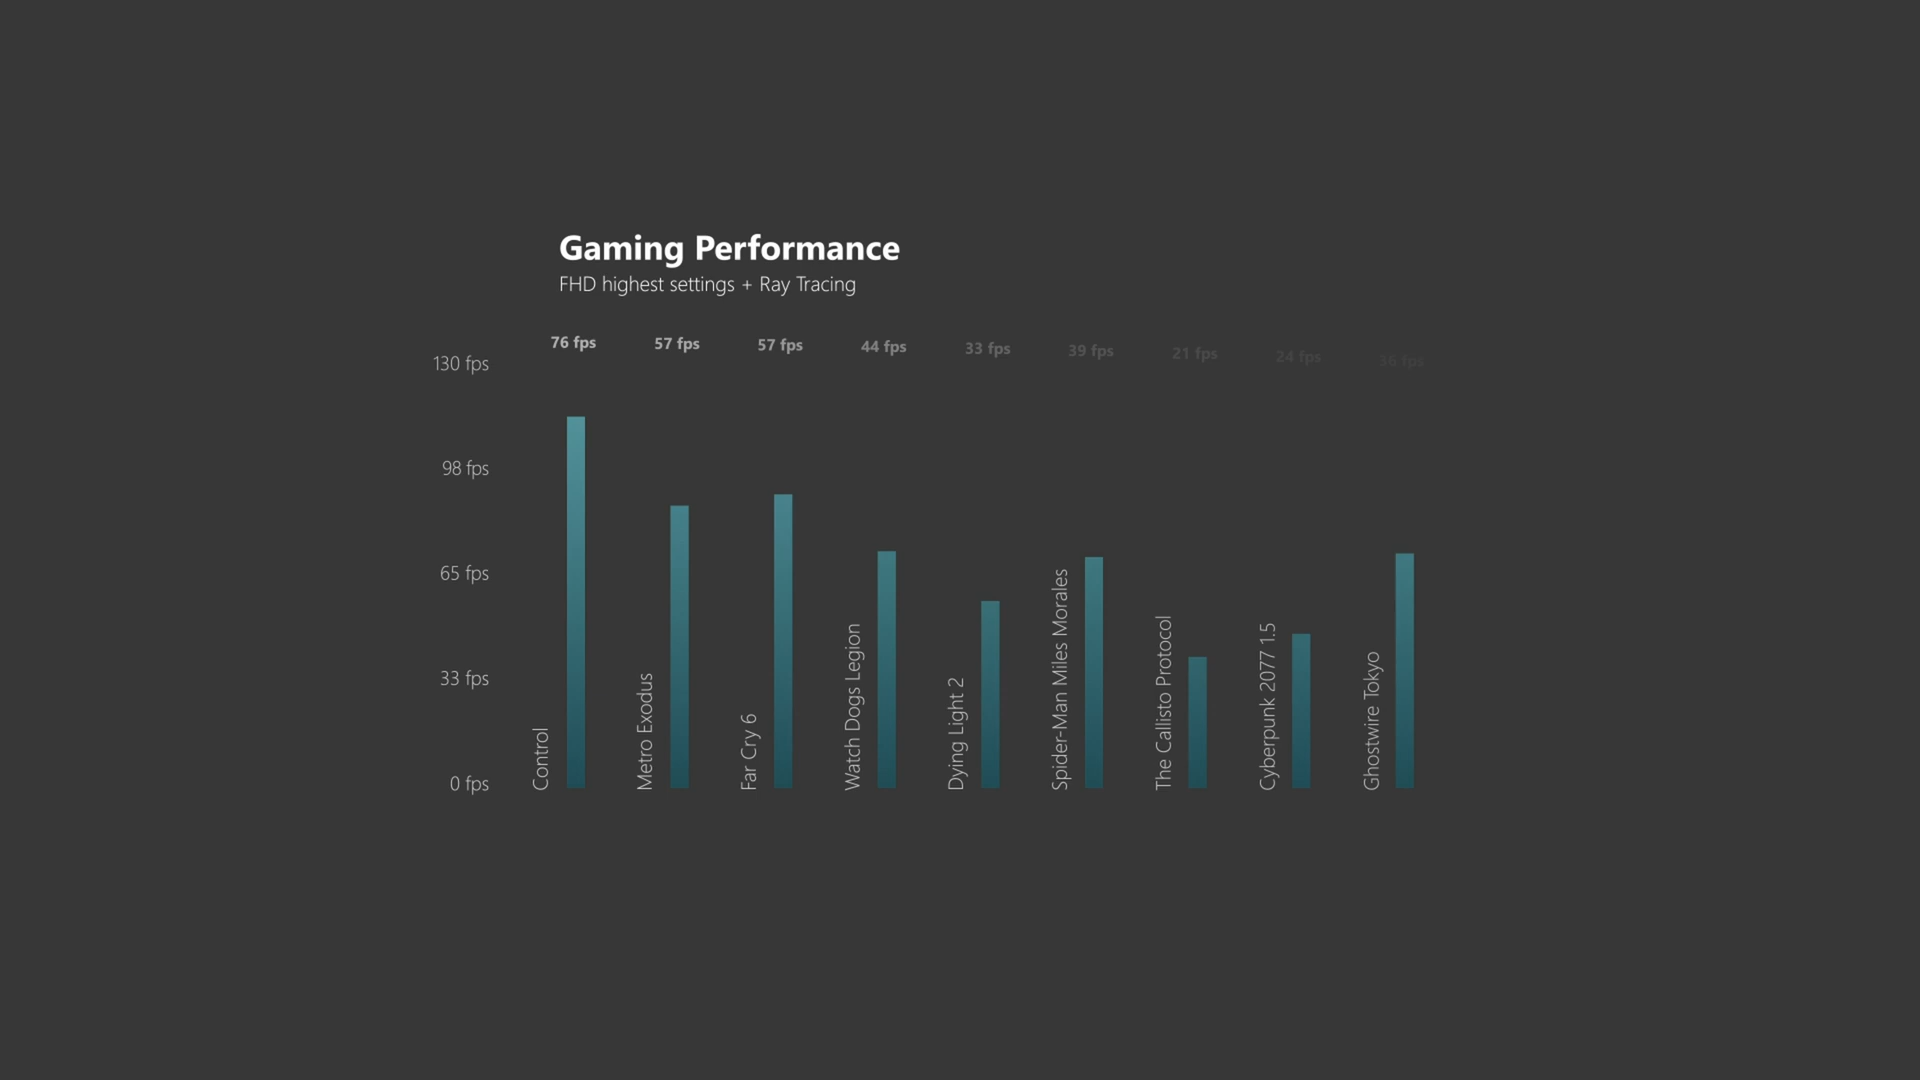 Gaming Performance
FHD highest settings + Ray Tracing
76 fps
57 fps
57 fps
44 fps
33 fps
39 fps
21 fps
24 fps
36 fps
130 fps
98 fps
65 fps
33 fps
0 fps
Control
Metro Exodus
Far Cry 6
Watch Dogs Legion
Dying Light 2
Spider-Man Miles Morales
The Callisto Protocol
Cyberpunk 2077 1.5
Ghostwire Tokyo